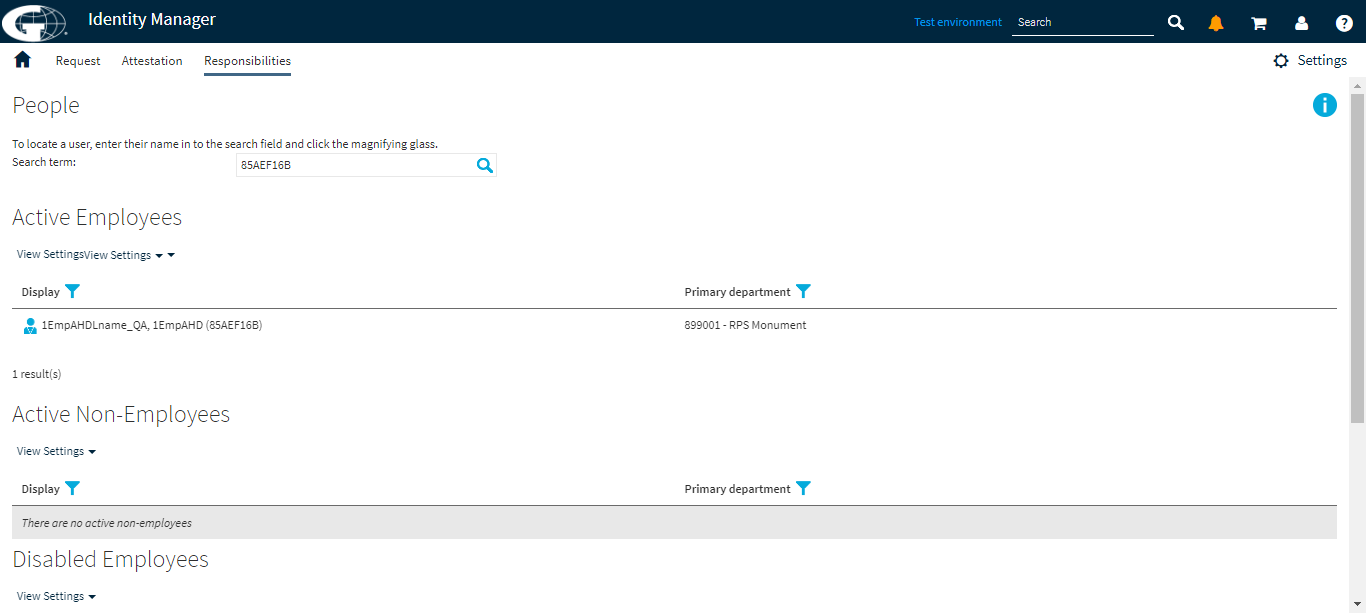 Identity Manager
Test environment
Search
Request
Attestation
Responsibilities
Settings
People
To locate a user, enter their name in to the search field and click the magnifying glass.
Search term:
85AEF16B
Active Employees
View SettingsView Settings
Display
Primary department
1EmpAHDLname_QA, 1EmpAHD (85AEF16B)
899001 - RPS Monument
1 result(s)
Active Non-Employees
View Settings
Display
Primary department
There are no active non-employees
Disabled Employees
View Settings